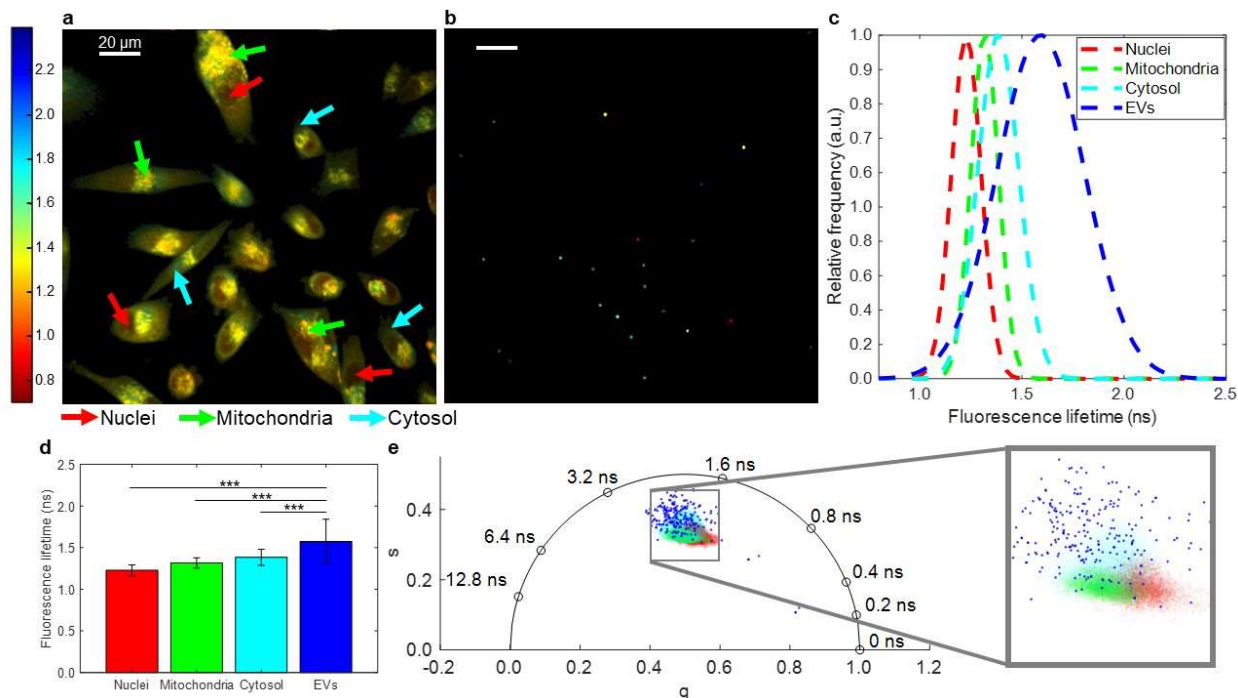 a
20 µm
2.2
2.0
1.8
1.6
1.4
1.2
1.0
0.8
Nuclei Mitochondria Cytosol
b
c
Relative frequency (a.u.)
1.0
1.0
0.8
0.6
1.0
0.8
0.6
0.4
0.2
0.0
Nuclei
Mitochondria
Cytosol
EVs
1.0 1.5 2.0 2.5
Fluorescence lifetime (ns)
d
Fluorescence lifetime (ns)
2.5
2.0
1.5
1.0
0.5
0.0
***
***
***
Nuclei Mitochondria Cytosol EVs
e
s
0.4
0.2
0.0
12.8 ns
6.4 ns
3.2 ns
1.6 ns
0.8 ns
0.4 ns
0.2 ns
0 ns
-0.2 0.0 0.2 0.4 0.6 0.8 1.0 1.2
g